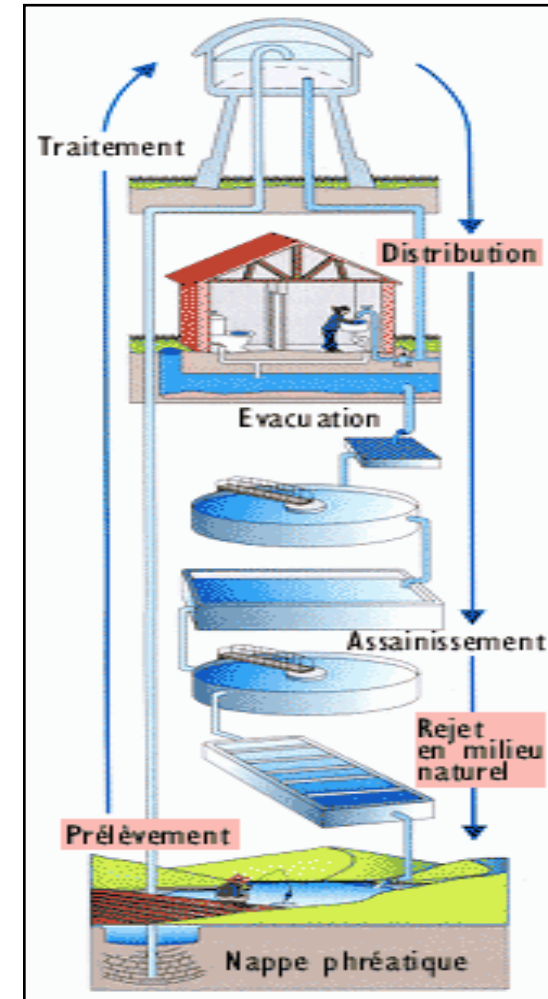 Traitement
Distribution
Evacuation
Assainissement
Rejet
en milieu
naturel
Prélèvement
Nappe phréatique